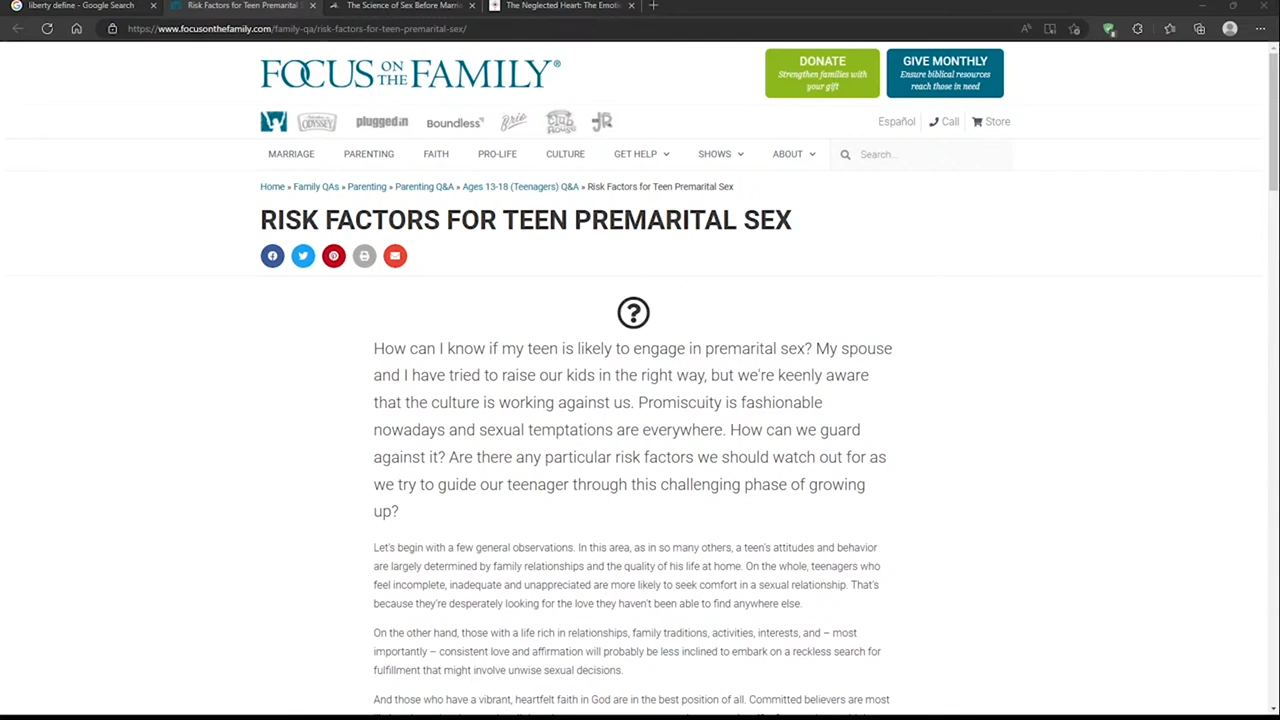 liberty define - Google Search
Risk Factors for Teen Premarital S
The Science of Sex Before Marri
The Neglected Heart: The Emoti
https://www.focusonthefamily.com/family-qa/risk-factors-for-teen-premarital-sex/
FOCUS ON THE FAMILY®
DONATE
Strengthen families with
your gift
GIVE MONTHLY
Ensure biblical resources
reach those in need
ODYSSEY
pluggedin
Boundless
Brio
Club House
JR
Español
Call
Store
MARRIAGE PARENTING FAITH PRO-LIFE CULTURE GET HELP SHOWS ABOUT Search...
Home » Family QAs » Parenting » Parenting Q&A » Ages 13-18 (Teenagers) Q&A » Risk Factors for Teen Premarital Sex
RISK FACTORS FOR TEEN PREMARITAL SEX
How can I know if my teen is likely to engage in premarital sex? My spouse
and I have tried to raise our kids in the right way, but we're keenly aware
that the culture is working against us. Promiscuity is fashionable
nowadays and sexual temptations are everywhere. How can we guard
against it? Are there any particular risk factors we should watch out for as
we try to guide our teenager through this challenging phase of growing
up?
Let's begin with a few general observations. In this area, as in so many others, a teen's attitudes and behavior
are largely determined by family relationships and the quality of his life at home. On the whole, teenagers who
feel incomplete, inadequate and unappreciated are more likely to seek comfort in a sexual relationship. That's
because they're desperately looking for the love they haven't been able to find anywhere else.
On the other hand, those with a life rich in relationships, family traditions, activities, interests, and – most
importantly – consistent love and affirmation will probably be less inclined to embark on a reckless search for
fulfillment that might involve unwise sexual decisions.
And those who have a vibrant, heartfelt faith in God are in the best position of all. Committed believers are most